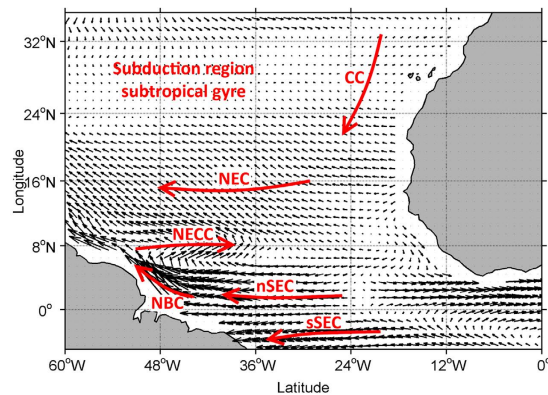 32°N
24°N
16°N
8°N
0°
60°W
48°W
36°W
24°W
12°W
0°
Longitude
Latitude
Subduction region
subtropical gyre
CC
NEC
NECC
NBC
nSEC
sSEC